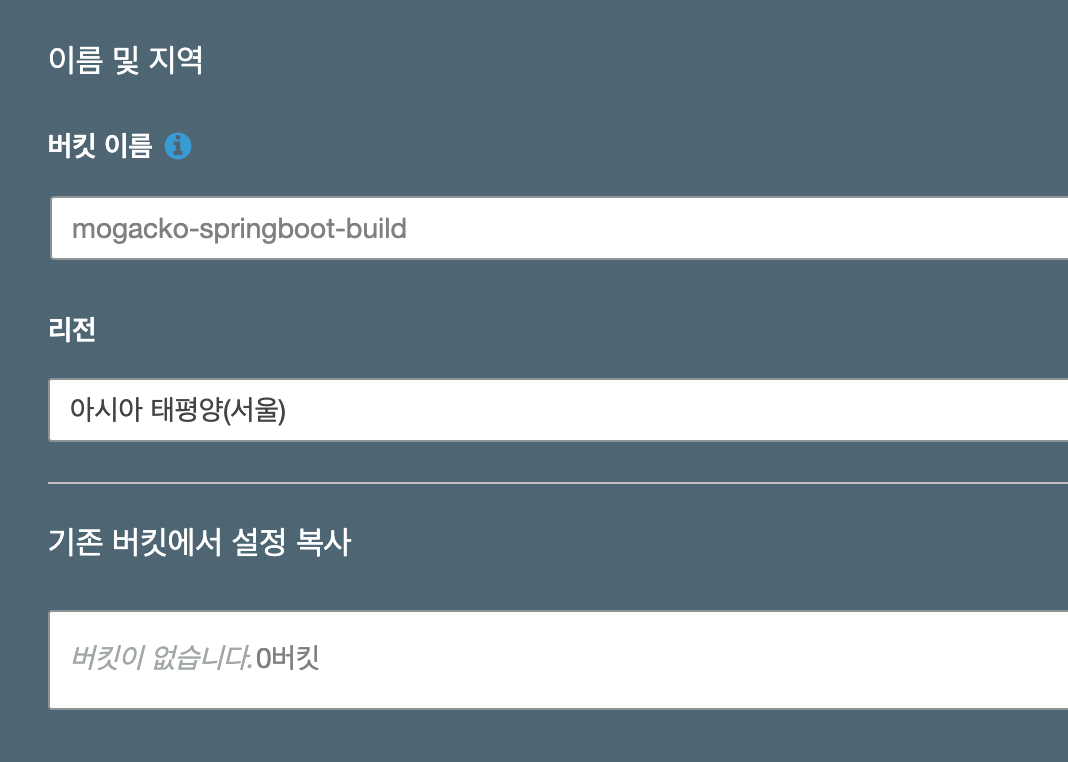 이름 및 지역
버킷 이름
mogacko-springboot-build
리전
아시아 태평양(서울)
기존 버킷에서 설정 복사
버킷이 없습니다.0버킷